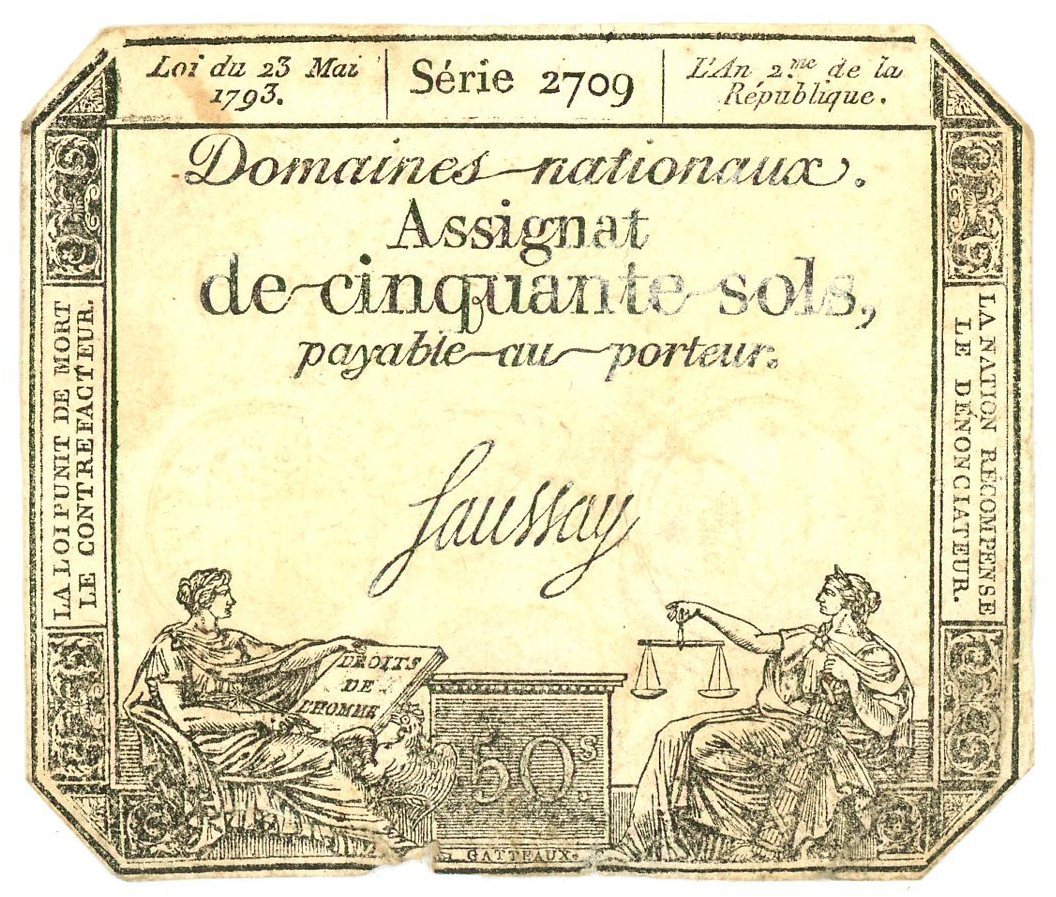 Loi du 23 Mai
1793.
Série 2709
L'An 2.me de la
République.
Domaines nationaux.
Assignat
de cinquante sols,
payable au porteur.
Saussay
LA LOI PUNIT DE MORT
LE CONTREFACTEUR.
LA NATION RECOMPENSE
LE DÉNONCIATEUR.
DROITS
DE
L'HOMME
50.s
GATTEAUX.